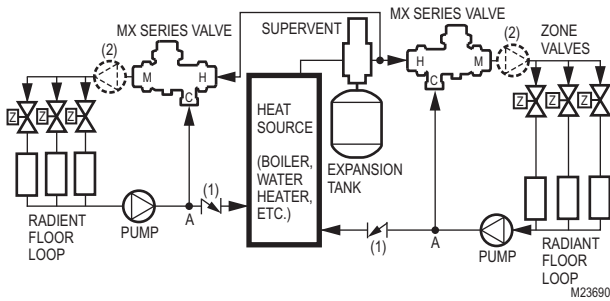 MX SERIES VALVE
SUPERVENT
MX SERIES VALVE
(2)
(2)
ZONE
VALVES
M
H
H
M
C
C
Z
Z
Z
Z
Z
Z
HEAT
SOURCE
(BOILER,
WATER
HEATER,
ETC.)
EXPANSION
TANK
(1)
A
PUMP
RADIENT
FLOOR
LOOP
(1)
A
PUMP
RADIANT
FLOOR
LOOP
M23690